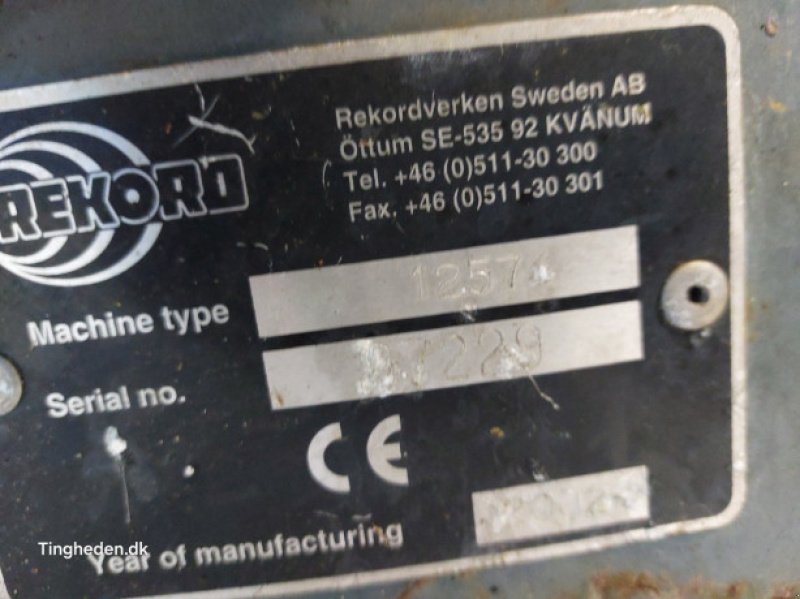 Rekordverken Sweden AB
Öttum SE-535 92 KVÄNUM
Tel. +46 (0)511-30 300
Fax. +46 (0)511-30 301
REKORD
Machine type
Serial no.
CE
Year of manufacturing
Tingheden.dk